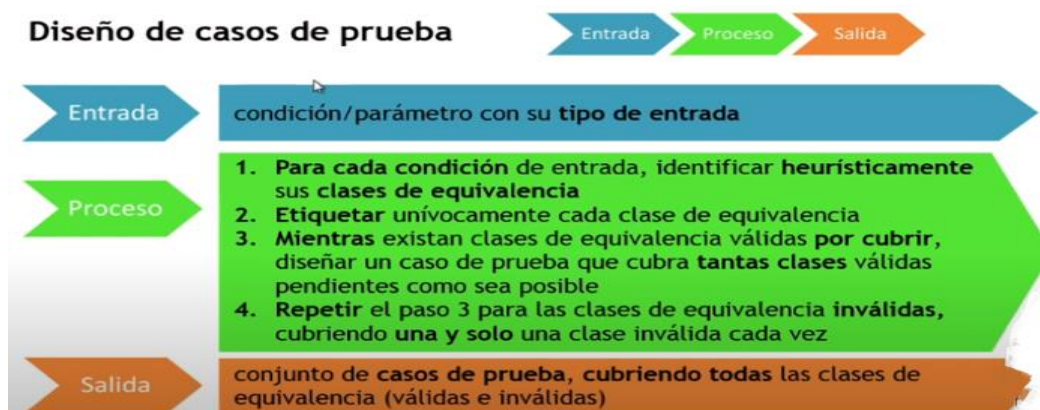 Diseño de casos de prueba
Entrada
Proceso
Salida
Entrada
condición/parámetro con su tipo de entrada
Proceso
1. Para cada condición de entrada, identificar heurísticamente
sus clases de equivalencia
2. Etiquetar unívocamente cada clase de equivalencia
3. Mientras existan clases de equivalencia válidas por cubrir,
diseñar un caso de prueba que cubra tantas clases válidas
pendientes como sea posible
4. Repetir el paso 3 para las clases de equivalencia inválidas,
cubriendo una y solo una clase inválida cada vez
Salida
conjunto de casos de prueba, cubriendo todas las clases de
equivalencia (válidas e inválidas)